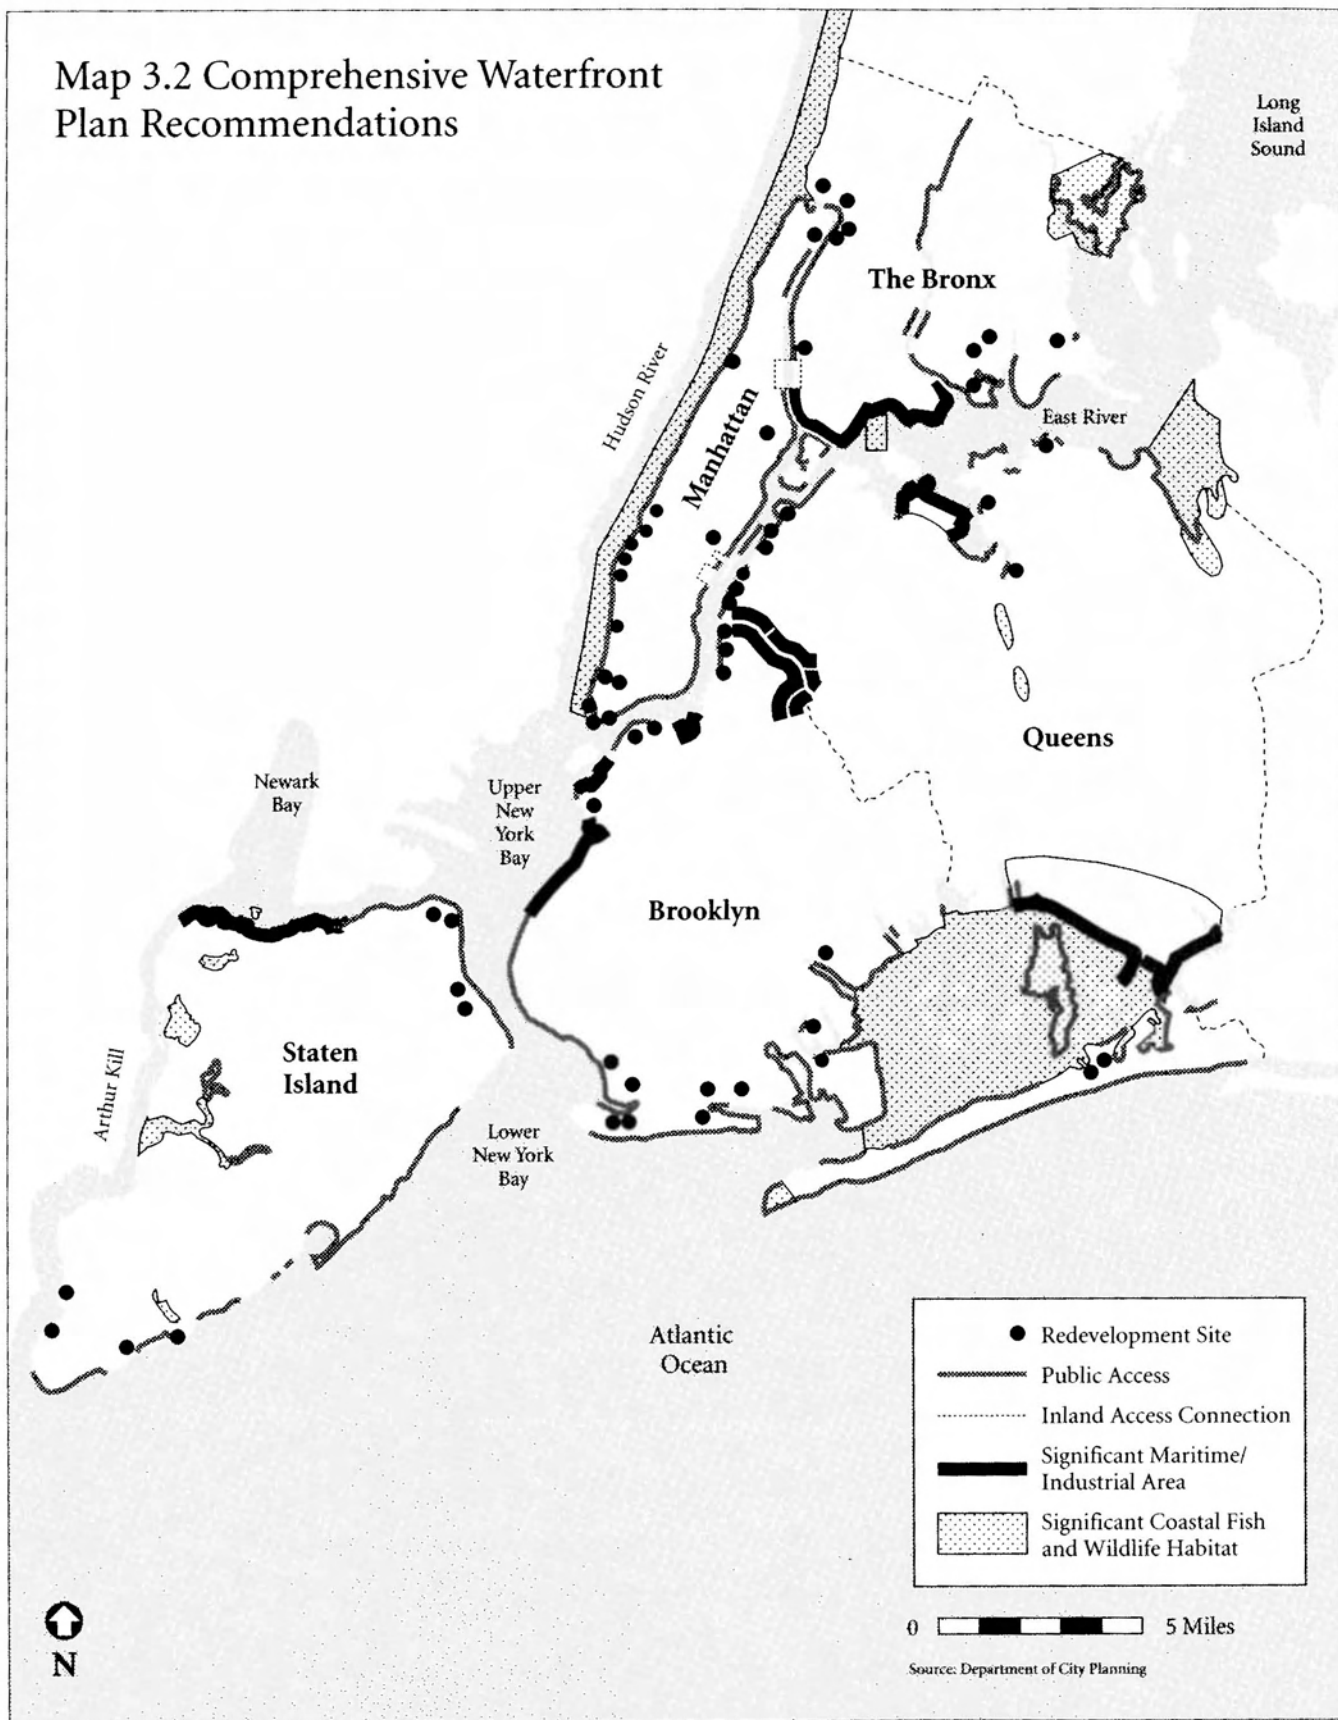 Map 3.2 Comprehensive Waterfront
Plan Recommendations
Long
Island
Sound
The Bronx
Hudson River
Manhattan
East River
Queens
Newark
Bay
Upper
New
York
Bay
Brooklyn
Staten
Island
Arthur Kill
Lower
New York
Bay
Atlantic
Ocean
Redevelopment Site
Public Access
Inland Access Connection
Significant Maritime/
Industrial Area
Significant Coastal Fish
and Wildlife Habitat
N
0 5 Miles
Source: Department of City Planning